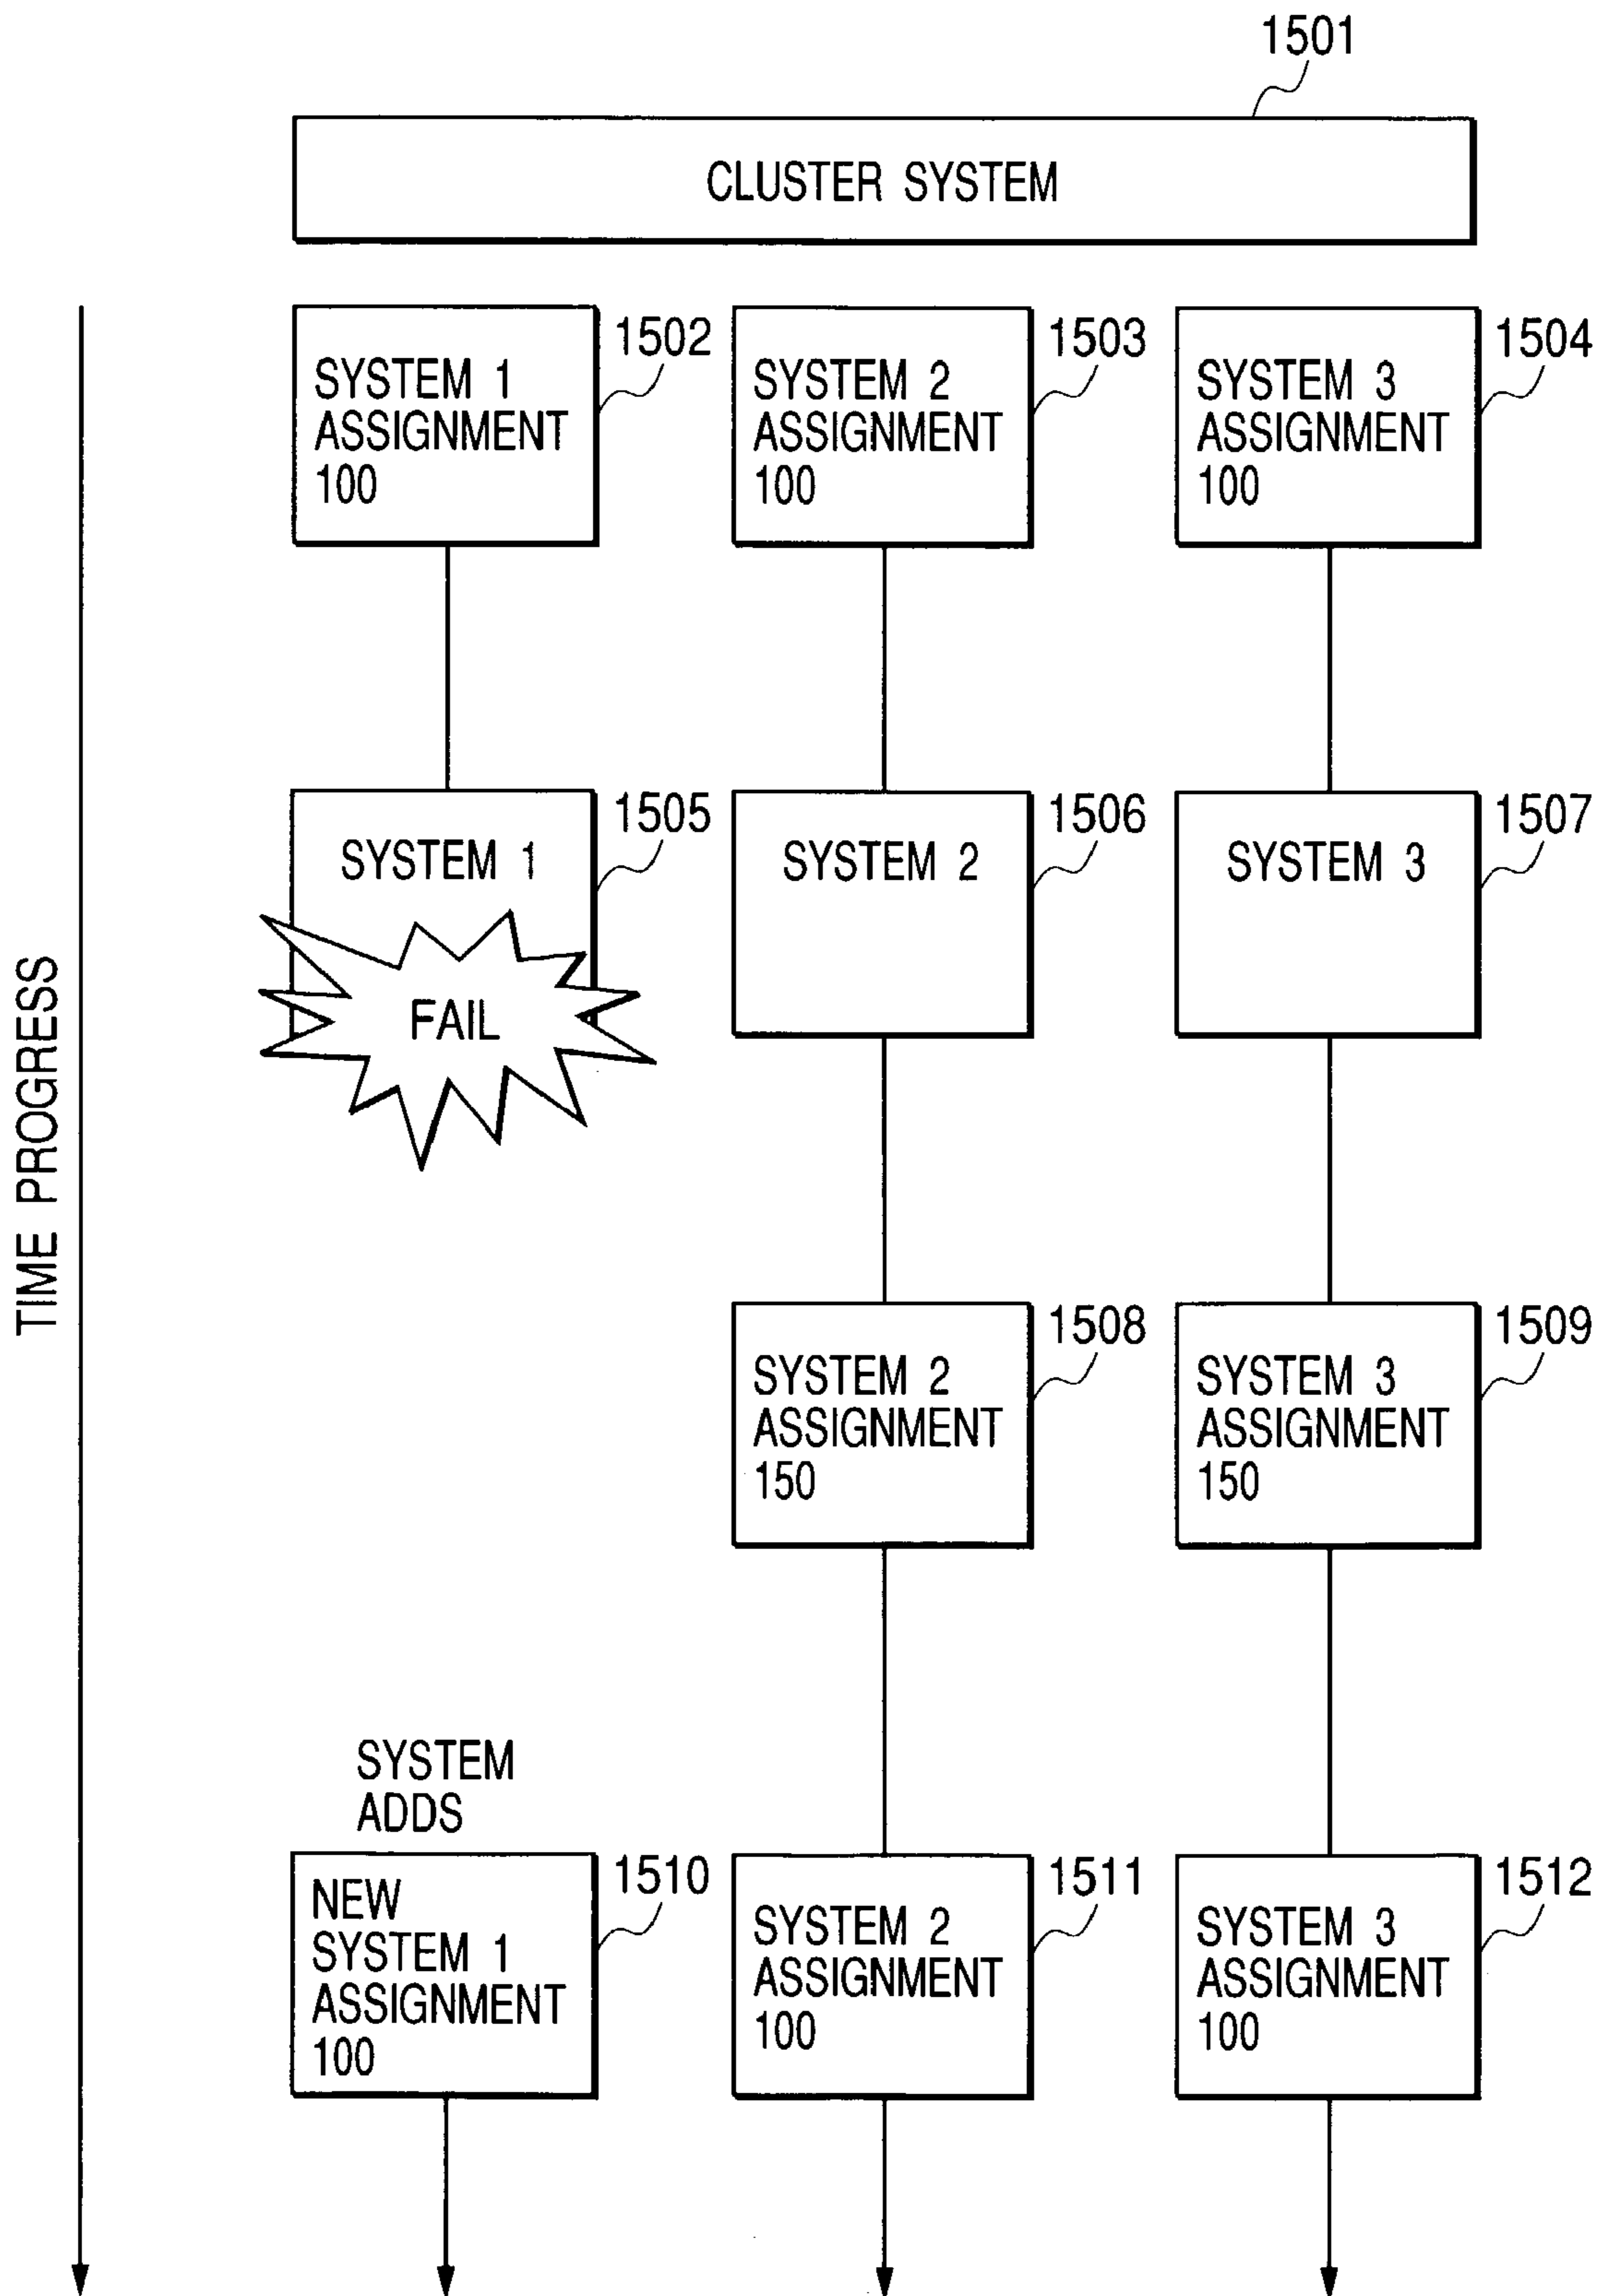 1501
CLUSTER SYSTEM
TIME PROGRESS
SYSTEM 1
ASSIGNMENT
100
1502
SYSTEM 2
ASSIGNMENT
100
1503
SYSTEM 3
ASSIGNMENT
100
1504
SYSTEM 1
FAIL
1505
SYSTEM 2
1506
SYSTEM 3
1507
SYSTEM 2
ASSIGNMENT
150
1508
SYSTEM 3
ASSIGNMENT
150
1509
SYSTEM
ADDS
NEW
SYSTEM 1
ASSIGNMENT
100
1510
SYSTEM 2
ASSIGNMENT
100
1511
SYSTEM 3
ASSIGNMENT
100
1512